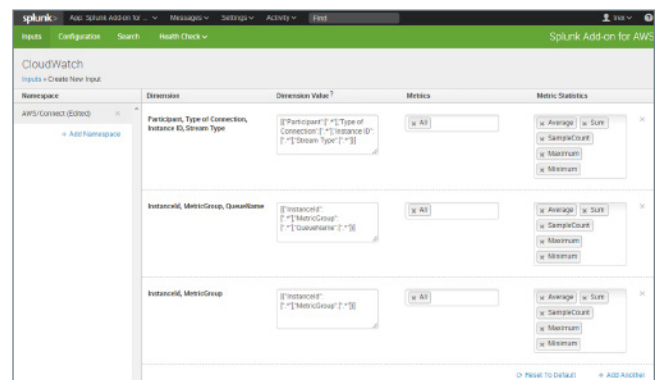 splunk> App: Splunk Add-on for ... Messages Settings Activity Find
Inputs Configuration Search Health Check Splunk Add-on for AWS
CloudWatch
Inputs » Create New Input
Namespace Dimension Dimension Value ? Metrics Metric Statistics
AWS/Connect (Edited) ×
+ Add Namespace
Participant, Type of Connection,
Instance ID, Stream Type
[{"Participant":[".*"],"Type of
Connection":[".*"],"Instance ID":
[".*"],"Stream Type":[".*"]}]
× All
× Average × Sum
× SampleCount
× Maximum
× Minimum
×
InstanceId, MetricGroup, QueueName
[{"InstanceId":
[".*"],"MetricGroup":
[".*"],"QueueName":[".*"]}]
× All
× Average × Sum
× SampleCount
× Maximum
× Minimum
×
InstanceId, MetricGroup
[{"InstanceId":
[".*"],"MetricGroup":[".*"]}]
× All
× Average × Sum
× SampleCount
× Maximum
× Minimum
×
Reset To Default + Add Another